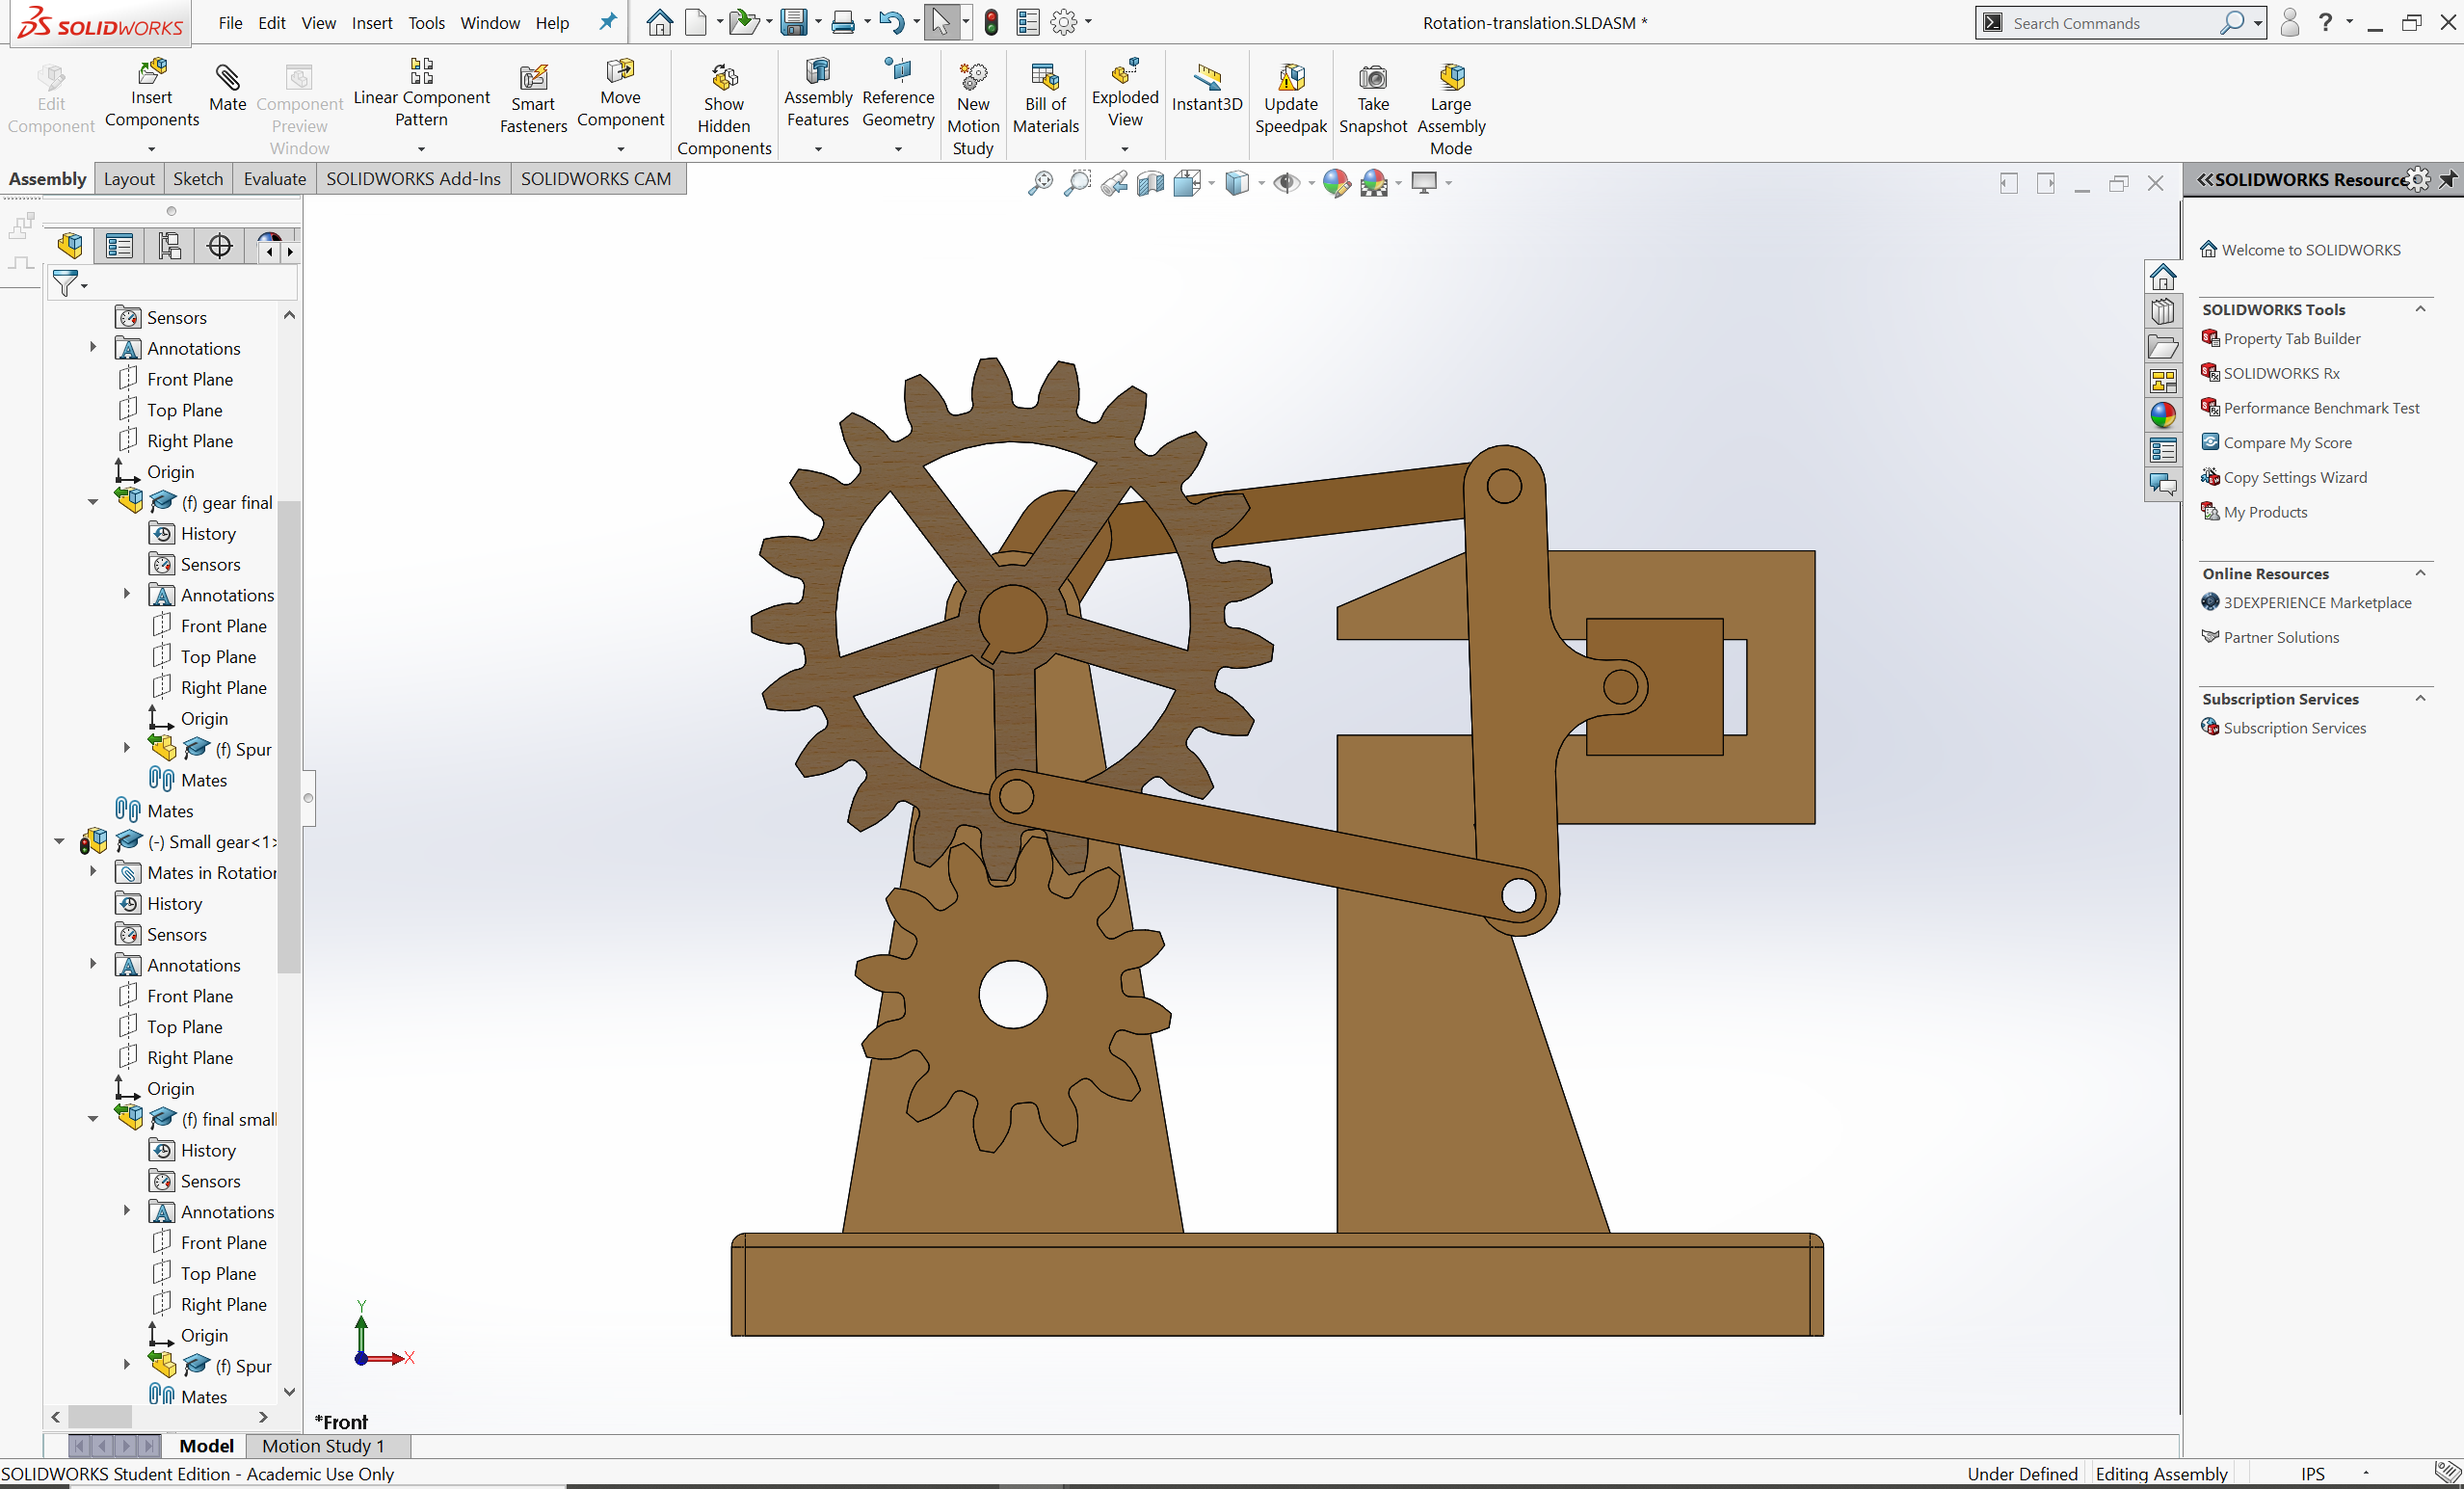 SOLIDWORKS File Edit View Insert Tools Window Help Rotation-translation.SLDASM * Search Commands ?
Edit Component
Insert Components
Mate
Component Preview Window
Linear Component Pattern
Smart Fasteners
Move Component
Show Hidden Components
Assembly Features
Reference Geometry
New Motion Study
Bill of Materials
Exploded View
Instant3D
Update Speedpak
Take Snapshot
Large Assembly Mode
Assembly Layout Sketch Evaluate SOLIDWORKS Add-Ins SOLIDWORKS CAM
Sensors
Annotations
Front Plane
Top Plane
Right Plane
Origin
(f) gear final
History
Sensors
Annotations
Front Plane
Top Plane
Right Plane
Origin
(f) Spur
Mates
Mates
(-) Small gear<1>
Mates in Rotation
History
Sensors
Annotations
Front Plane
Top Plane
Right Plane
Origin
(f) final small
History
Sensors
Annotations
Front Plane
Top Plane
Right Plane
Origin
(f) Spur
Mates
Y
X
*Front
Model Motion Study 1
SOLIDWORKS Resource
Welcome to SOLIDWORKS
SOLIDWORKS Tools
Property Tab Builder
SOLIDWORKS Rx
Performance Benchmark Test
Compare My Score
Copy Settings Wizard
My Products
Online Resources
3DEXPERIENCE Marketplace
Partner Solutions
Subscription Services
Subscription Services
SOLIDWORKS Student Edition - Academic Use Only Under Defined Editing Assembly IPS